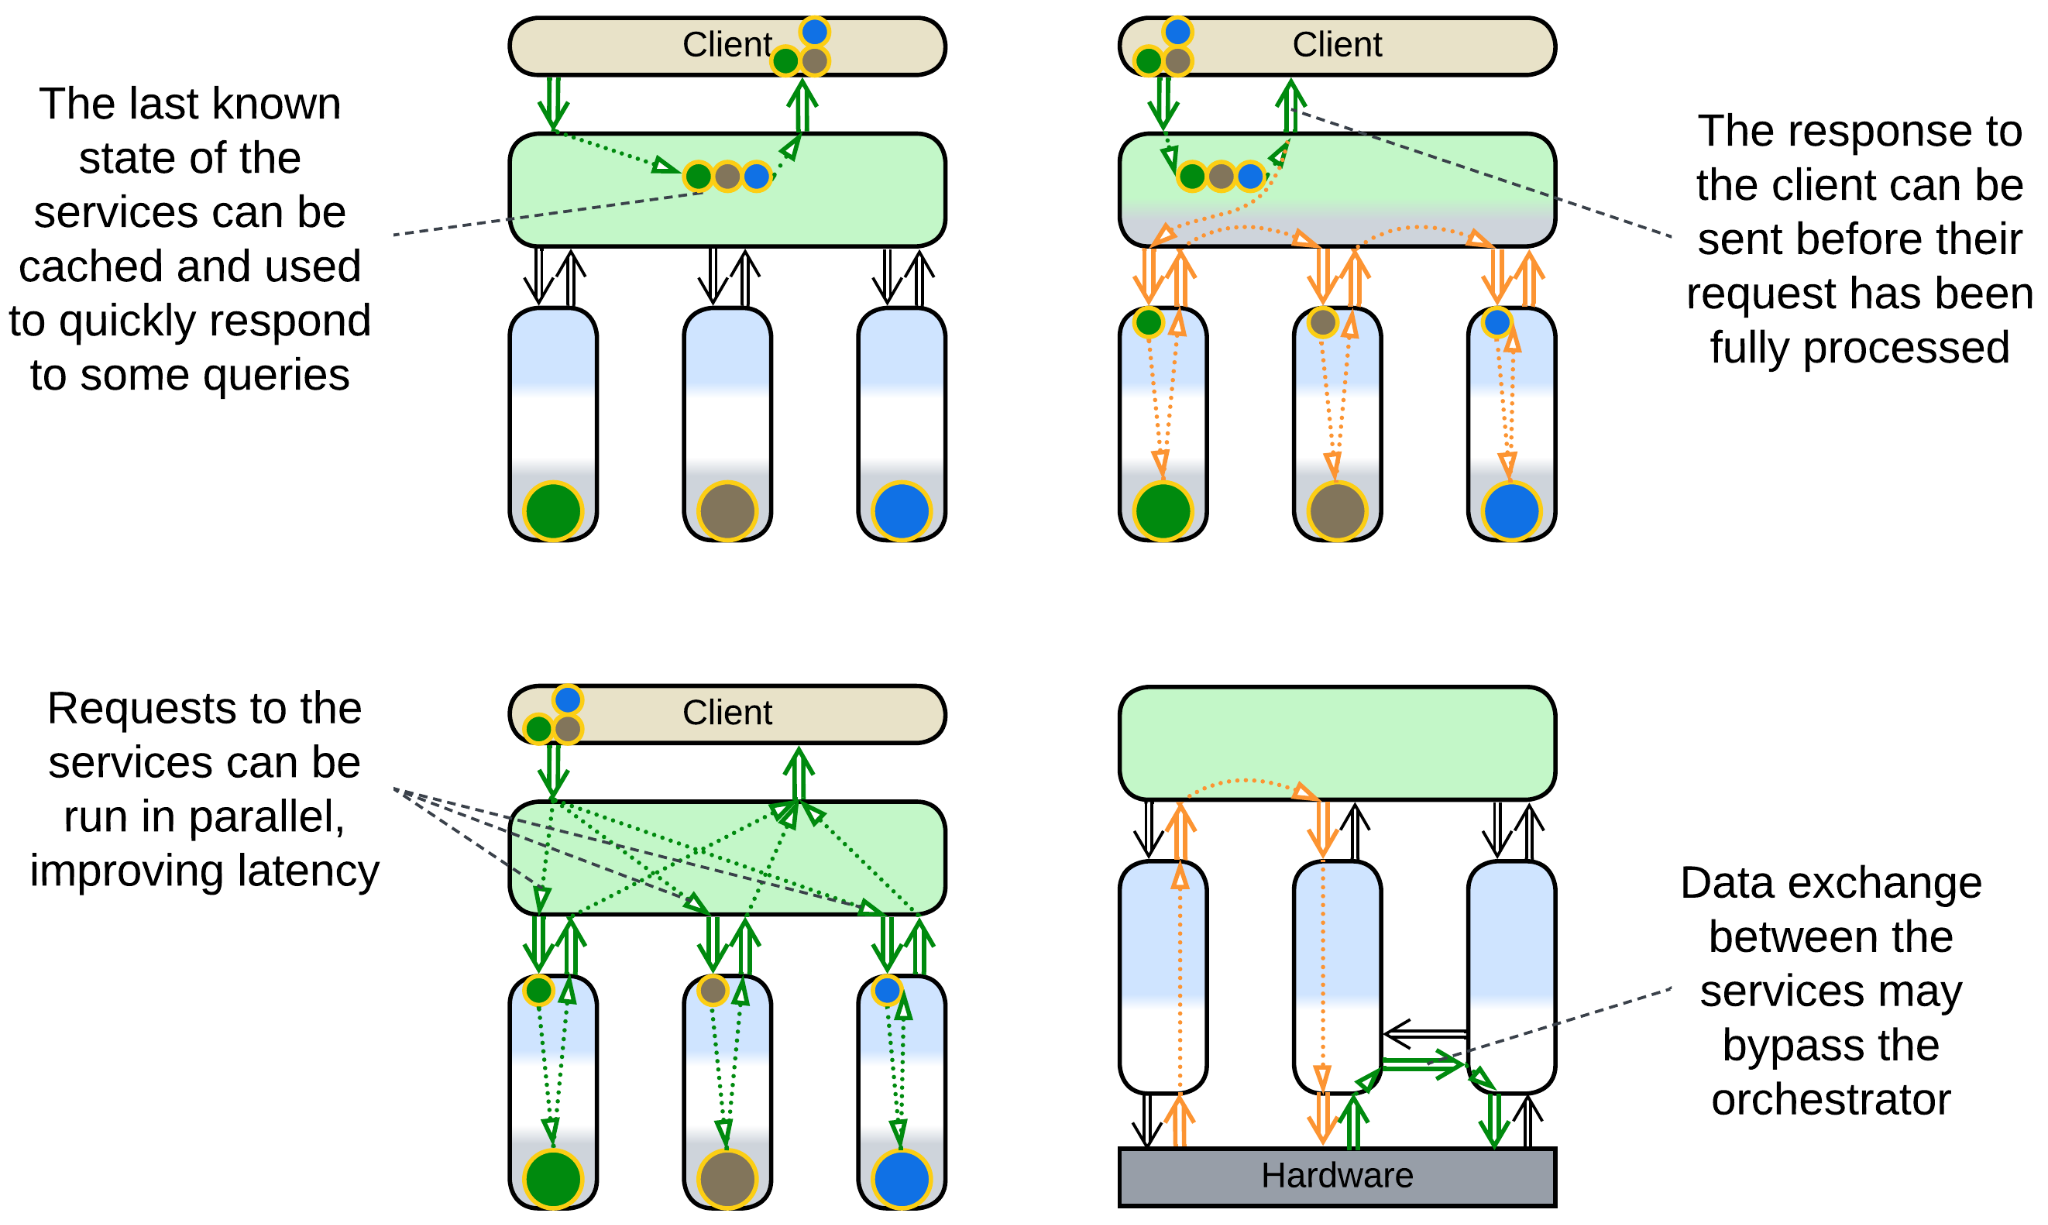 Client
The last known
state of the
services can be
cached and used
to quickly respond
to some queries
Client
The response to
the client can be
sent before their
request has been
fully processed
Requests to the
services can be
run in parallel,
improving latency
Client
Data exchange
between the
services may
bypass the
orchestrator
Hardware